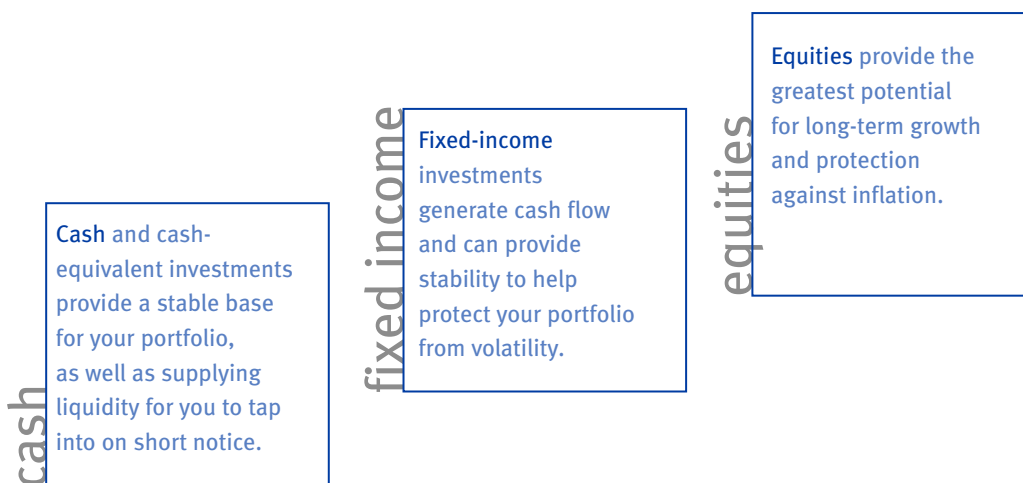 cash
Cash and cash-
equivalent investments
provide a stable base
for your portfolio,
as well as supplying
liquidity for you to tap
into on short notice.
fixed income
Fixed-income
investments
generate cash flow
and can provide
stability to help
protect your portfolio
from volatility.
equities
Equities provide the
greatest potential
for long-term growth
and protection
against inflation.